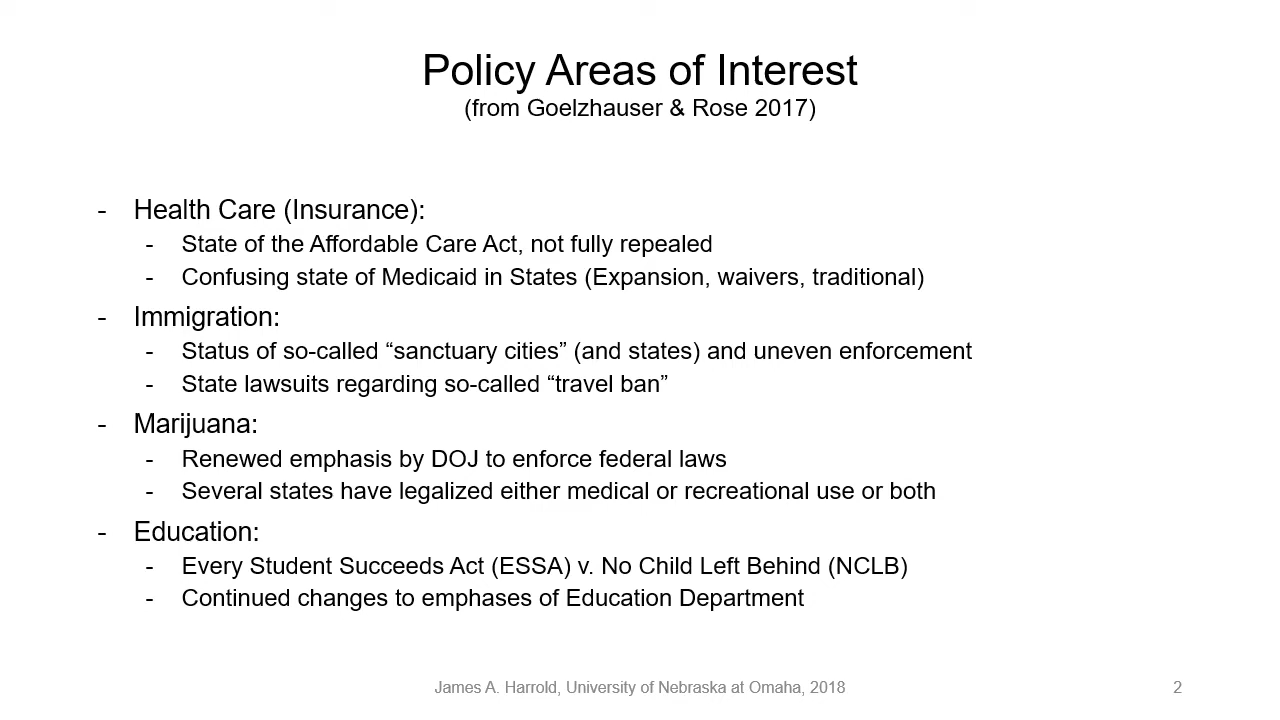 Policy Areas of Interest
(from Goelzhauser & Rose 2017)
- Health Care (Insurance):
- State of the Affordable Care Act, not fully repealed
- Confusing state of Medicaid in States (Expansion, waivers, traditional)
- Immigration:
- Status of so-called “sanctuary cities” (and states) and uneven enforcement
- State lawsuits regarding so-called “travel ban”
- Marijuana:
- Renewed emphasis by DOJ to enforce federal laws
- Several states have legalized either medical or recreational use or both
- Education:
- Every Student Succeeds Act (ESSA) v. No Child Left Behind (NCLB)
- Continued changes to emphases of Education Department
James A. Harrold, University of Nebraska at Omaha, 2018
2